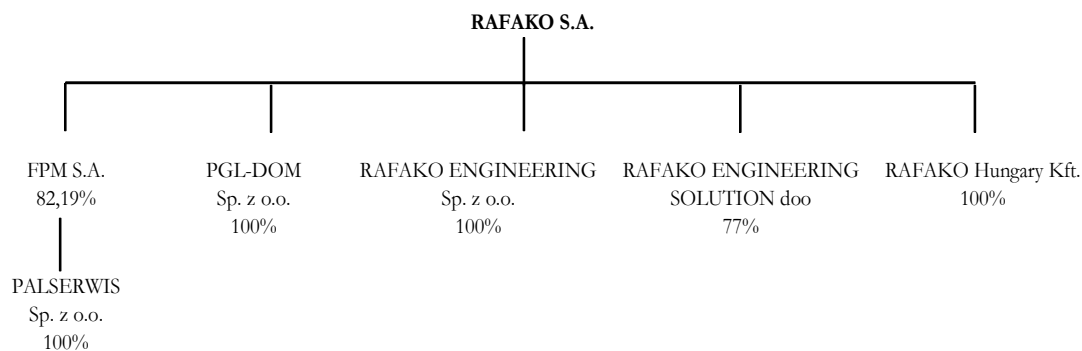 RAFAKO S.A.
FPM S.A.
82,19%
PGL-DOM
Sp. z o.o.
100%
RAFAKO ENGINEERING
Sp. z o.o.
100%
RAFAKO ENGINEERING
SOLUTION doo
77%
RAFAKO Hungary Kft.
100%
PALSERWIS
Sp. z o.o.
100%